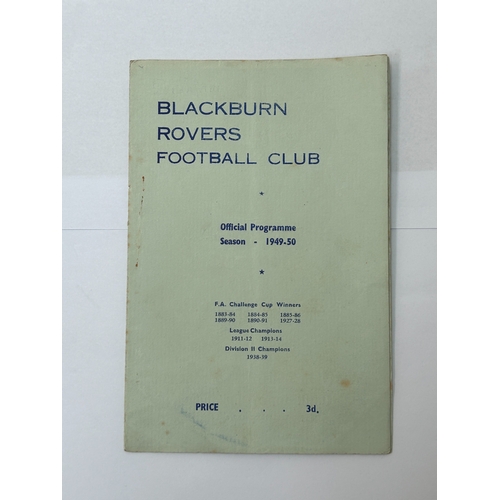 BLACKBURN
ROVERS
FOOTBALL CLUB
Official Programme
Season - 1949-50
F.A. Challenge Cup Winners
1883-84 1884-85 1885-86
1889-90 1890-91 1927-28
League Champions
1911-12 1913-14
Division II Champions
1938-39
PRICE . . . 3d.